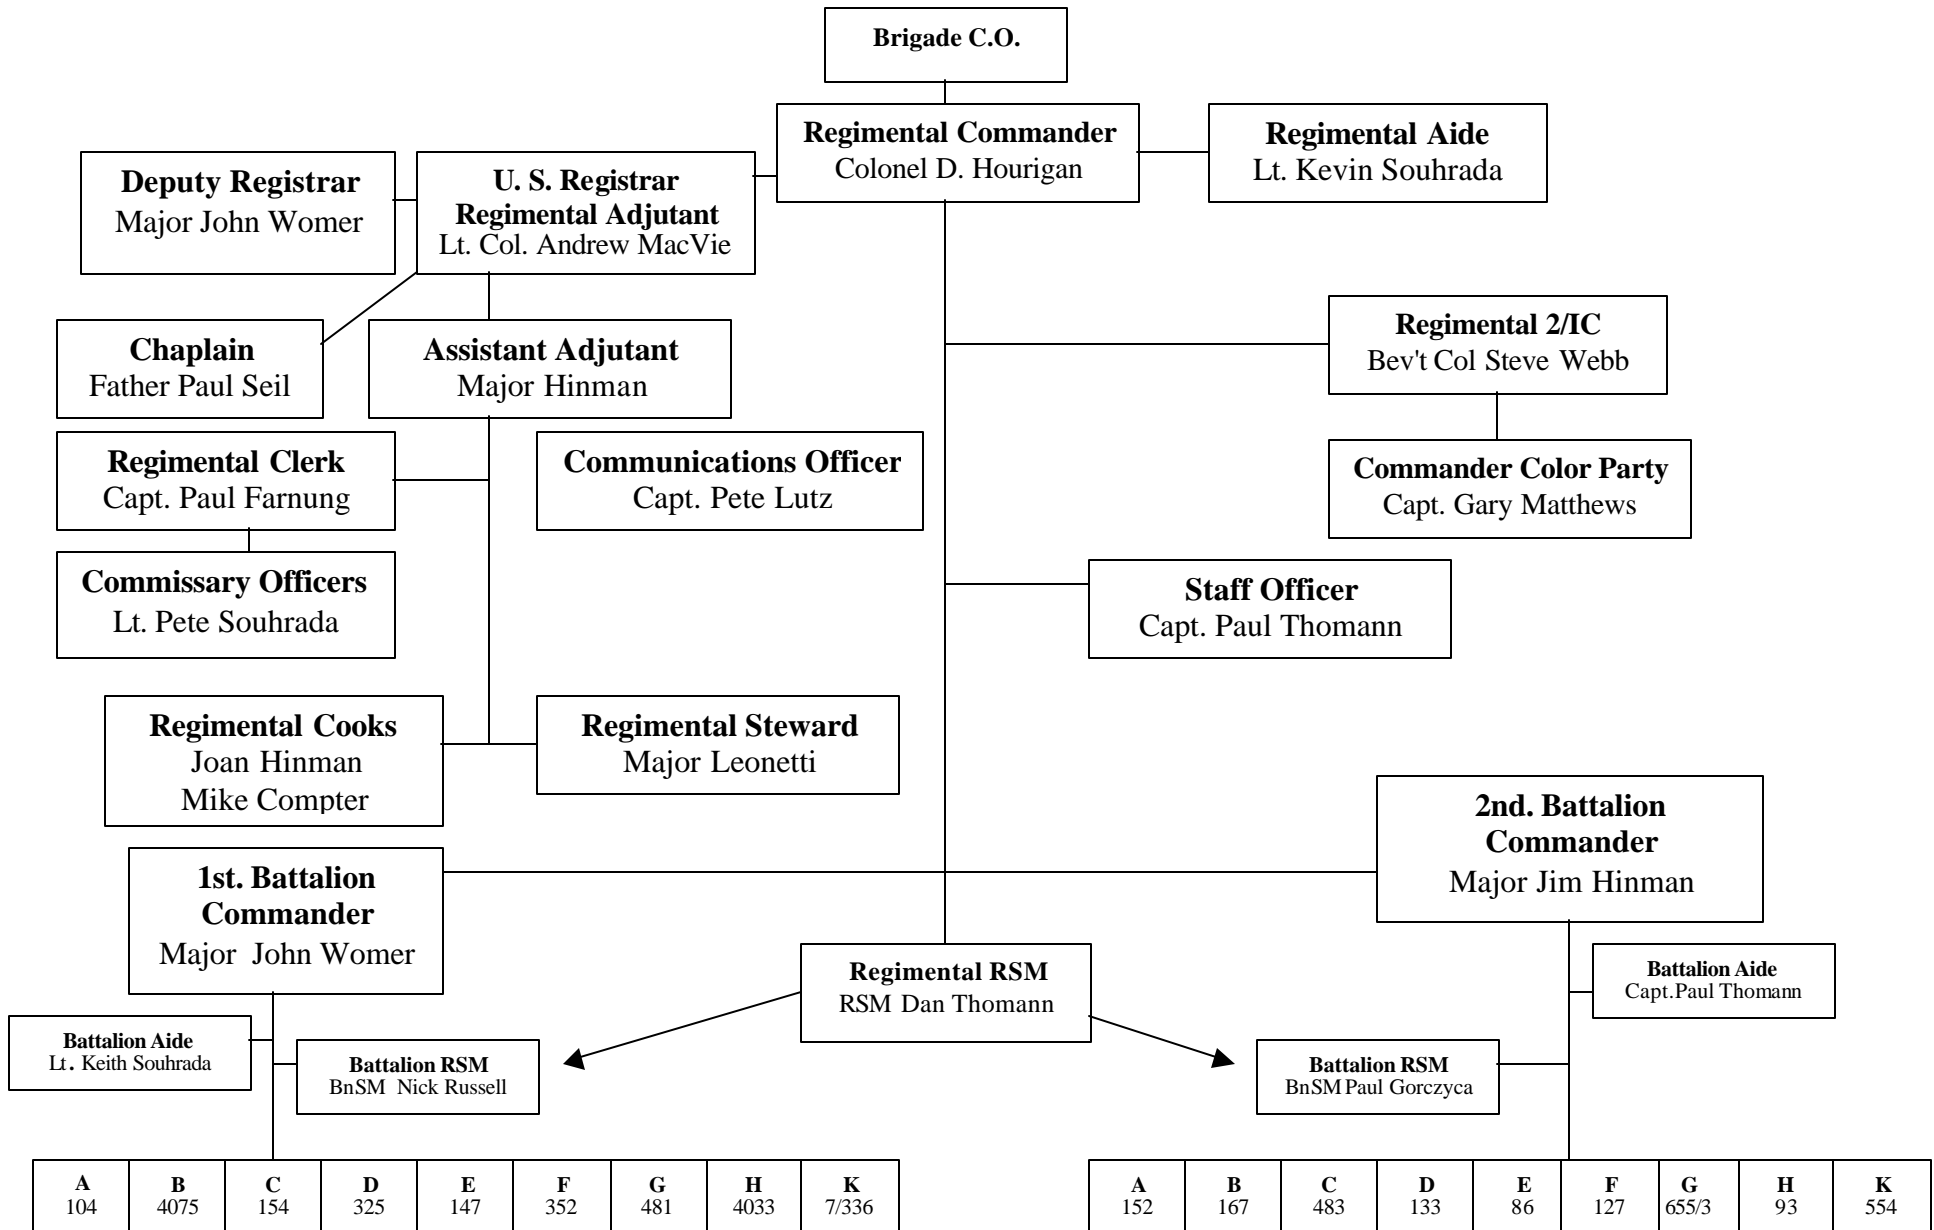 Brigade C.O.
Regimental Commander
Colonel D. Hourigan
Regimental Aide
Lt. Kevin Souhrada
Deputy Registrar
Major John Womer
U. S. Registrar
Regimental Adjutant
Lt. Col. Andrew MacVie
Regimental 2/IC
Bev't Col Steve Webb
Chaplain
Father Paul Seil
Assistant Adjutant
Major Hinman
Regimental Clerk
Capt. Paul Farnung
Communications Officer
Capt. Pete Lutz
Commander Color Party
Capt. Gary Matthews
Commissary Officers
Lt. Pete Souhrada
Staff Officer
Capt. Paul Thomann
Regimental Cooks
Joan Hinman
Mike Compter
Regimental Steward
Major Leonetti
2nd. Battalion
Commander
Major Jim Hinman
1st. Battalion
Commander
Major John Womer
Regimental RSM
RSM Dan Thomann
Battalion Aide
Capt.Paul Thomann
Battalion Aide
Lt. Keith Souhrada
Battalion RSM
BnSM Nick Russell
Battalion RSM
BnSM Paul Gorczyca
A B C D E F G H K
104 4075 154 325 147 352 481 4033 7/336
A B C D E F G H K
152 167 483 133 86 127 655/3 93 554